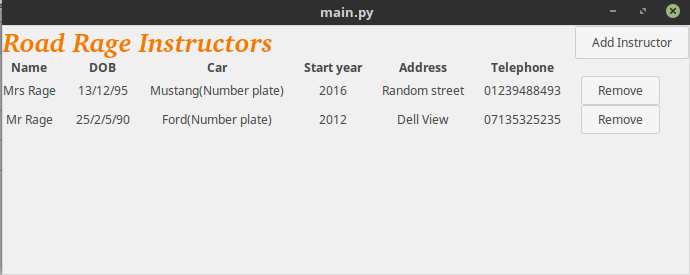 main.py
Road Rage Instructors Add Instructor
Name DOB Car Start year Address Telephone
Mrs Rage 13/12/95 Mustang(Number plate) 2016 Random street 01239488493 Remove
Mr Rage 25/2/5/90 Ford(Number plate) 2012 Dell View 07135325235 Remove